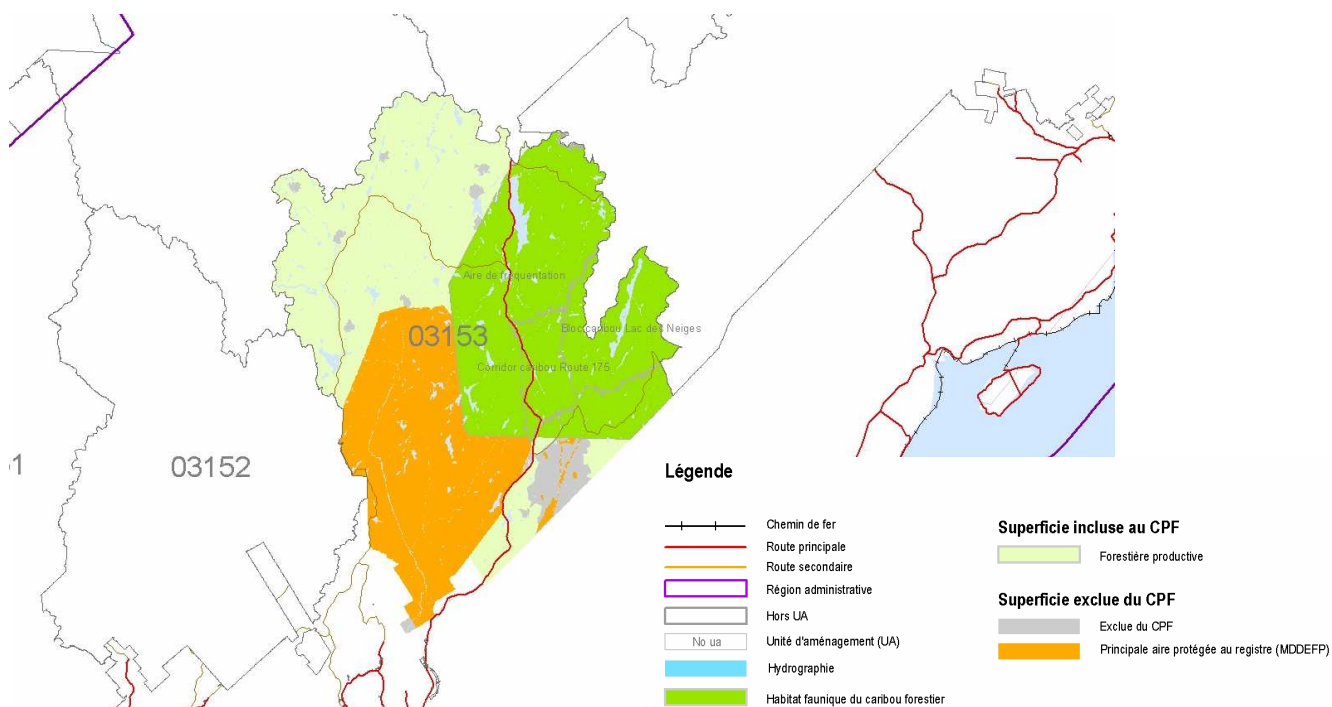 Aire de fréquentation
Bloc caribou Lac des Neiges
03153
Corridor caribou Route 175
51
03152
Légende
Chemin de fer
Route principale
Route secondaire
Région administrative
Hors UA
No ua
Unité d'aménagement (UA)
Hydrographie
Habitat faunique du caribou forestier
Superficie incluse au CPF
Forestière productive
Superficie exclue du CPF
Exclue du CPF
Principale aire protégée au registre (MDDEFP)